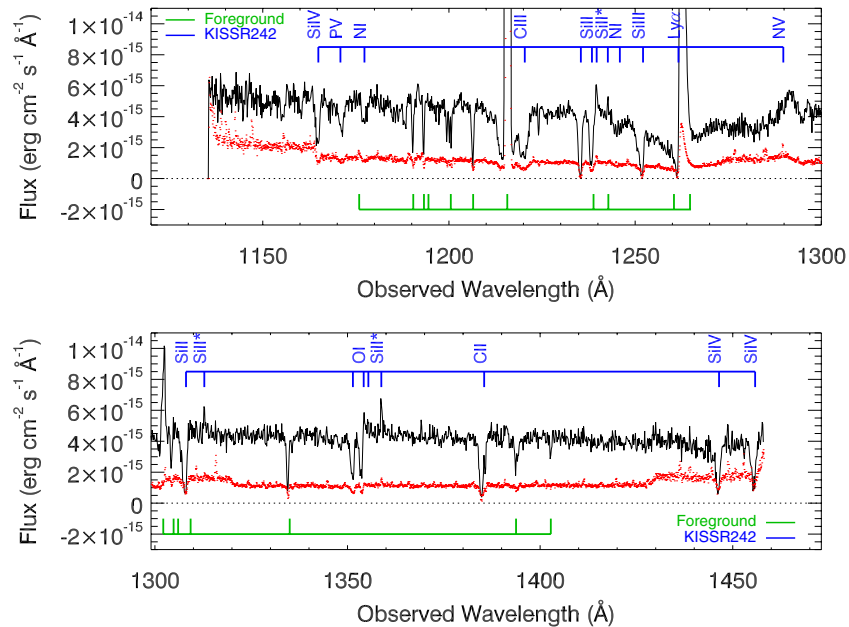 Foreground
KISSR242
SiIV
PV
NI
CIII
SiII
SiII*
NI
SiIII
Lyα
NV
1×10⁻¹⁴
8×10⁻¹⁵
6×10⁻¹⁵
4×10⁻¹⁵
2×10⁻¹⁵
0
-2×10⁻¹⁵
Flux (erg cm⁻² s⁻¹ Å⁻¹)
1150 1200 1250 1300
Observed Wavelength (Å)
SiII
SiII*
OI
SiII*
CII
SiIV
SiIV
1×10⁻¹⁴
8×10⁻¹⁵
6×10⁻¹⁵
4×10⁻¹⁵
2×10⁻¹⁵
0
-2×10⁻¹⁵
Flux (erg cm⁻² s⁻¹ Å⁻¹)
Foreground
KISSR242
1300 1350 1400 1450
Observed Wavelength (Å)